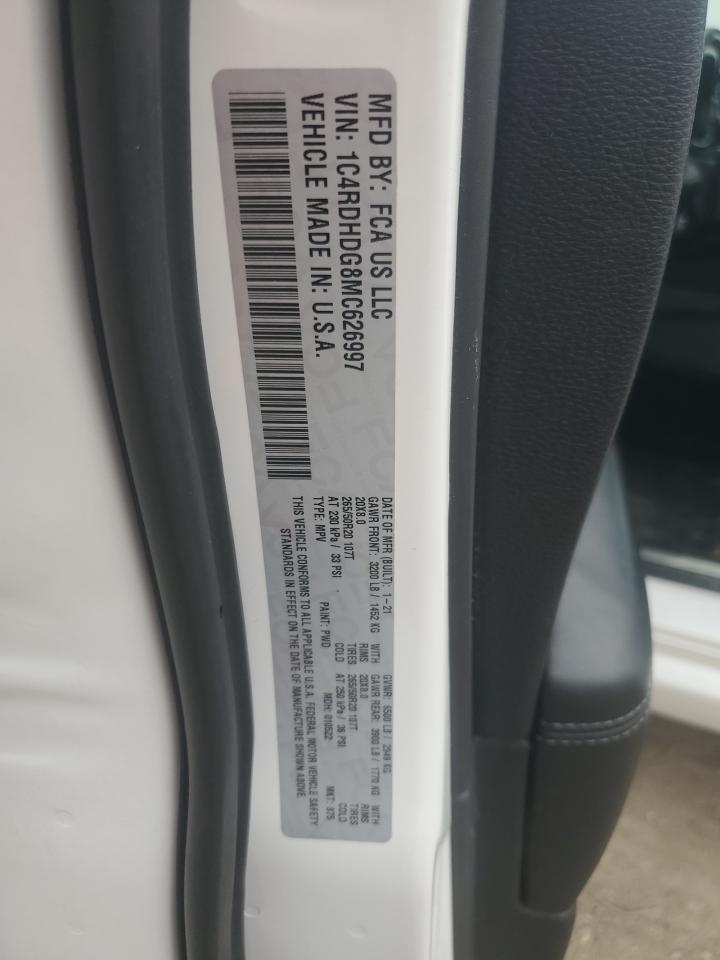 MFD BY: FCA US LLC
VIN: 1C4RDHDG8MC626997
VEHICLE MADE IN: U.S.A.
DATE OF MFR (BUILT): 1-21 GVWR: 6500 LB / 2949 KG
GAWR FRONT: 3200 LB / 1452 KG WITH GAWR REAR: 3900 LB / 1770 KG WITH
20X8.0 RIMS 20X8.0 RIMS
265/50R20 107T TIRES 265/50R20 107T TIRES
AT 230 kPa / 33 PSI COLD AT 250 kPa / 36 PSI COLD
TYPE: MPV PAINT: PWD MDH: 010522 MKT: 875
THIS VEHICLE CONFORMS TO ALL APPLICABLE U.S.A. FEDERAL MOTOR VEHICLE SAFETY
STANDARDS IN EFFECT ON THE DATE OF MANUFACTURE SHOWN ABOVE.